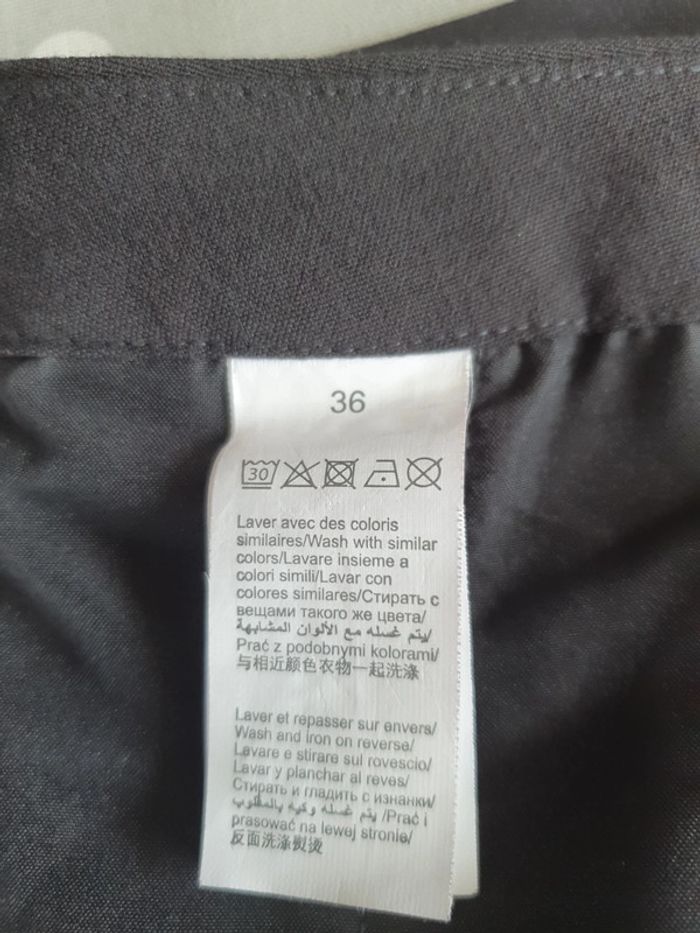 36
30
Laver avec des coloris
similaires/Wash with similar
colors/Lavare insieme a
colori simili/Lavar con
colores similares/Стирать с
вещами такого же цвета/
يتم غسله مع الألوان المشابهة/
Prać z podobnymi kolorami/
与相近颜色衣物一起洗涤
Laver et repasser sur envers/
Wash and iron on reverse/
Lavare e stirare sul rovescio/
Lavar y planchar al reves/
Стирать и гладить с изнанки/
يتم غسله وكيه بالمقلوب /Prać i
prasować na lewej stronie/
反面洗涤熨烫